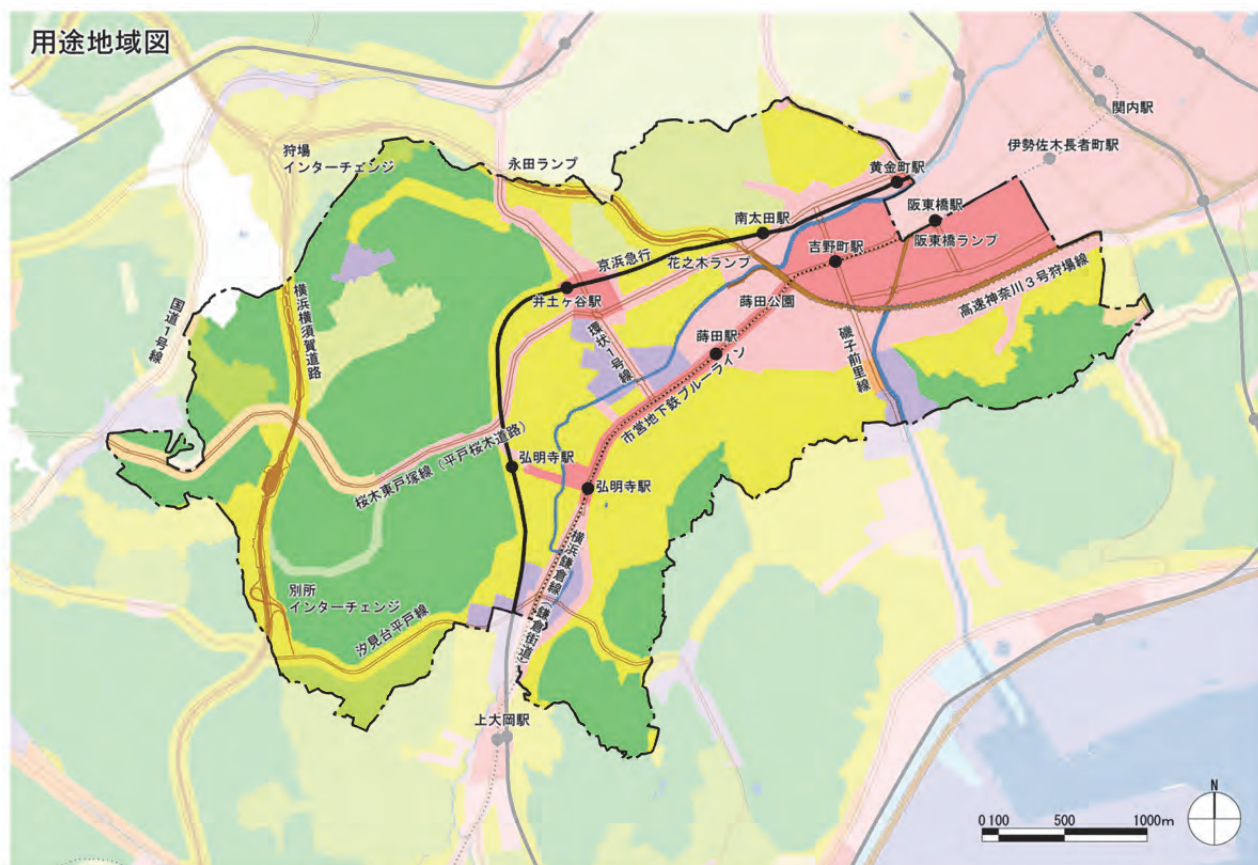 用途地域図
関内駅
伊勢佐木長者町駅
狩場
インターチェンジ
永田ランプ
黄金町駅
阪東橋駅
南太田駅
吉野町駅
阪東橋ランプ
京浜急行
花之木ランプ
井土ヶ谷駅
蒔田公園
高速神奈川3号狩場線
国道1号線
横浜横須賀道路
環状1号線
蒔田駅
磯子前里線
市営地下鉄ブルーライン
桜木東戸塚線(平戸桜木道路)
弘明寺駅
弘明寺駅
横浜鎌倉線(鎌倉街道)
別所
インターチェンジ
汐見台平戸線
上大岡駅
N
0 100 500 1000m